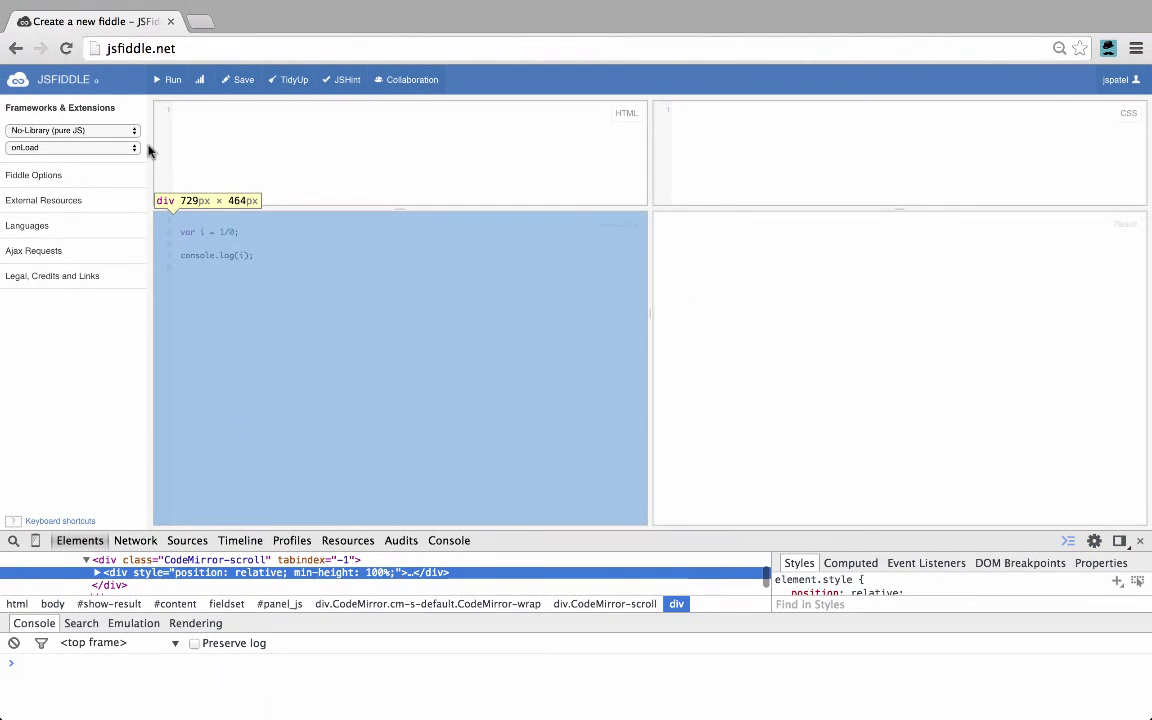 Create a new fiddle – JSFid
jsfiddle.net
JSFIDDLE α
Run
Save
TidyUp
JSHint
Collaboration
jspatel
Frameworks & Extensions
No-Library (pure JS)
onLoad
Fiddle Options
External Resources
Languages
Ajax Requests
Legal, Credits and Links
Keyboard shortcuts
1
HTML
1
CSS
div 729px × 464px
var i = 1/0;
console.log(i);
Result
Elements Network Sources Timeline Profiles Resources Audits Console
<div class="CodeMirror-scroll" tabindex="-1">
<div style="position: relative; min-height: 100%;">…</div>
</div>
html body #show-result #content fieldset #panel_js div.CodeMirror.cm-s-default.CodeMirror-wrap div.CodeMirror-scroll div
Styles Computed Event Listeners DOM Breakpoints Properties
element.style {
position: relative;
Find in Styles
Console Search Emulation Rendering
<top frame>
Preserve log
>